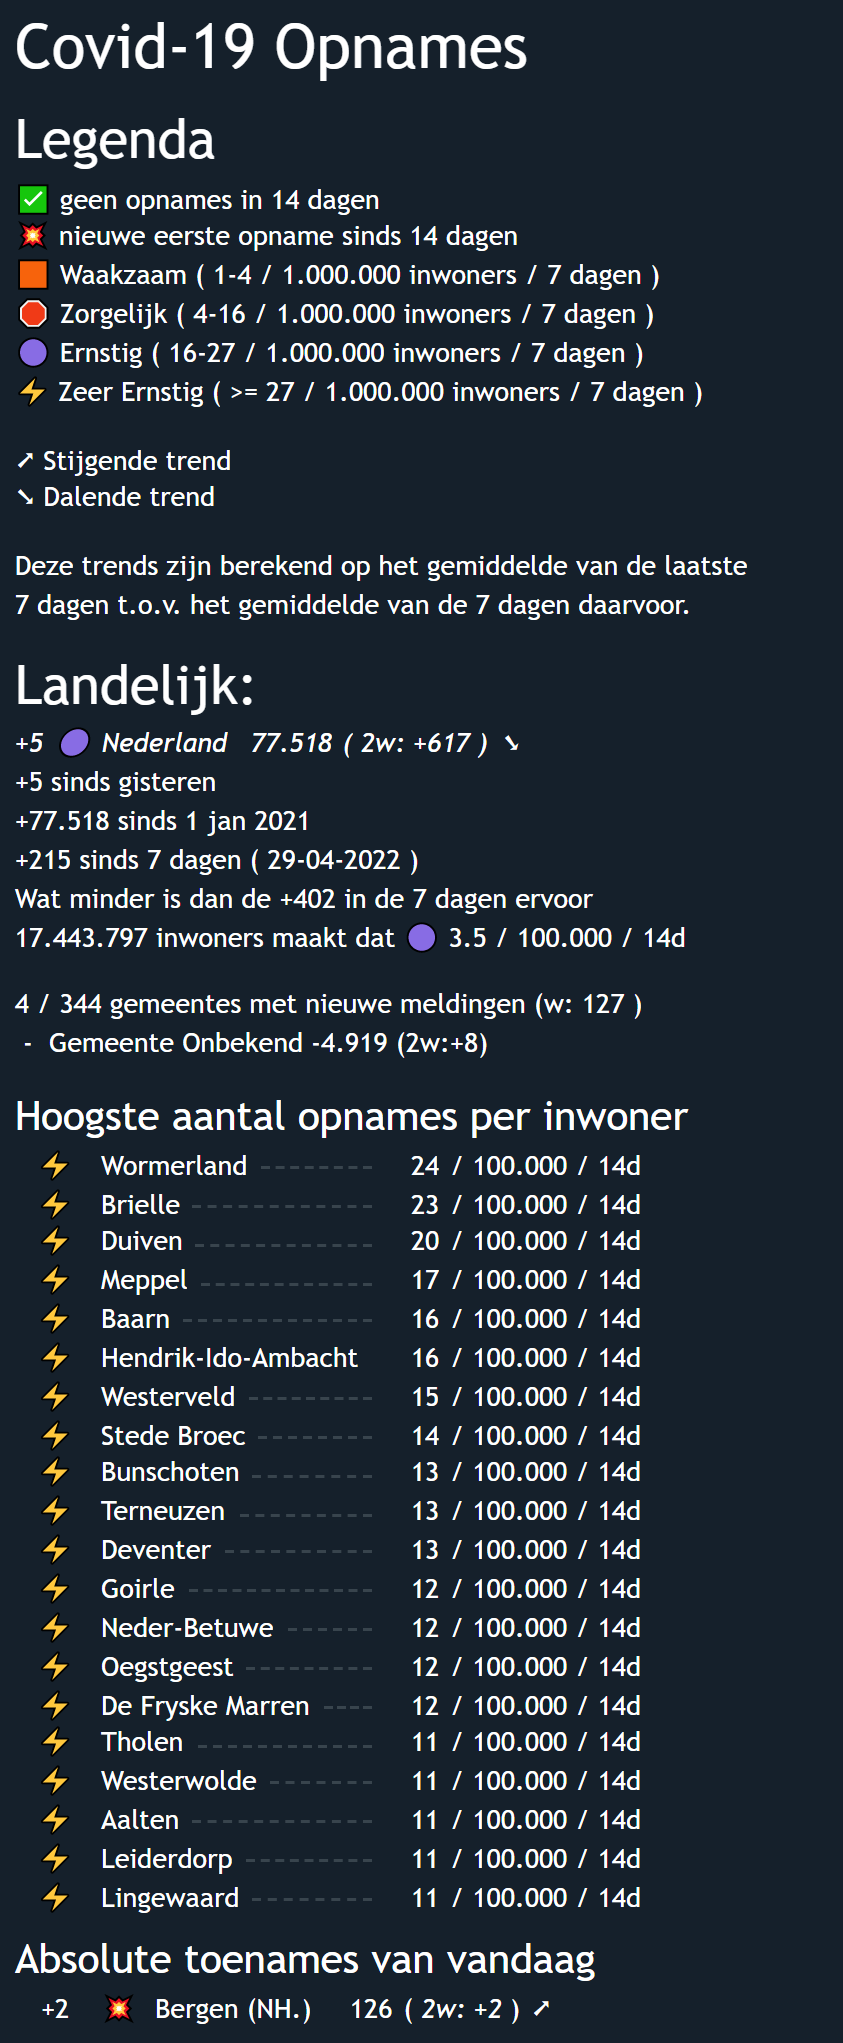 Covid-19 Opnames
Legenda
✅ geen opnames in 14 dagen
💥 nieuwe eerste opname sinds 14 dagen
🟧 Waakzaam ( 1-4 / 1.000.000 inwoners / 7 dagen )
🛑 Zorgelijk ( 4-16 / 1.000.000 inwoners / 7 dagen )
🟣 Ernstig ( 16-27 / 1.000.000 inwoners / 7 dagen )
⚡ Zeer Ernstig ( >= 27 / 1.000.000 inwoners / 7 dagen )
➚ Stijgende trend
➘ Dalende trend
Deze trends zijn berekend op het gemiddelde van de laatste
7 dagen t.o.v. het gemiddelde van de 7 dagen daarvoor.
Landelijk:
+5 🟣 Nederland 77.518 ( 2w: +617 ) ➘
+5 sinds gisteren
+77.518 sinds 1 jan 2021
+215 sinds 7 dagen ( 29-04-2022 )
Wat minder is dan de +402 in de 7 dagen ervoor
17.443.797 inwoners maakt dat 🟣 3.5 / 100.000 / 14d
4 / 344 gemeentes met nieuwe meldingen (w: 127 )
- Gemeente Onbekend -4.919 (2w:+8)
Hoogste aantal opnames per inwoner
⚡ Wormerland -------- 24 / 100.000 / 14d
⚡ Brielle ------------- 23 / 100.000 / 14d
⚡ Duiven ------------- 20 / 100.000 / 14d
⚡ Meppel ------------ 17 / 100.000 / 14d
⚡ Baarn -------------- 16 / 100.000 / 14d
⚡ Hendrik-Ido-Ambacht 16 / 100.000 / 14d
⚡ Westerveld --------- 15 / 100.000 / 14d
⚡ Stede Broec -------- 14 / 100.000 / 14d
⚡ Bunschoten -------- 13 / 100.000 / 14d
⚡ Terneuzen ---------- 13 / 100.000 / 14d
⚡ Deventer ----------- 13 / 100.000 / 14d
⚡ Goirle ------------- 12 / 100.000 / 14d
⚡ Neder-Betuwe ------ 12 / 100.000 / 14d
⚡ Oegstgeest --------- 12 / 100.000 / 14d
⚡ De Fryske Marren ---- 12 / 100.000 / 14d
⚡ Tholen ------------ 11 / 100.000 / 14d
⚡ Westerwolde ------- 11 / 100.000 / 14d
⚡ Aalten ------------- 11 / 100.000 / 14d
⚡ Leiderdorp --------- 11 / 100.000 / 14d
⚡ Lingewaard -------- 11 / 100.000 / 14d
Absolute toenames van vandaag
+2 💥 Bergen (NH.) 126 ( 2w: +2 ) ➚